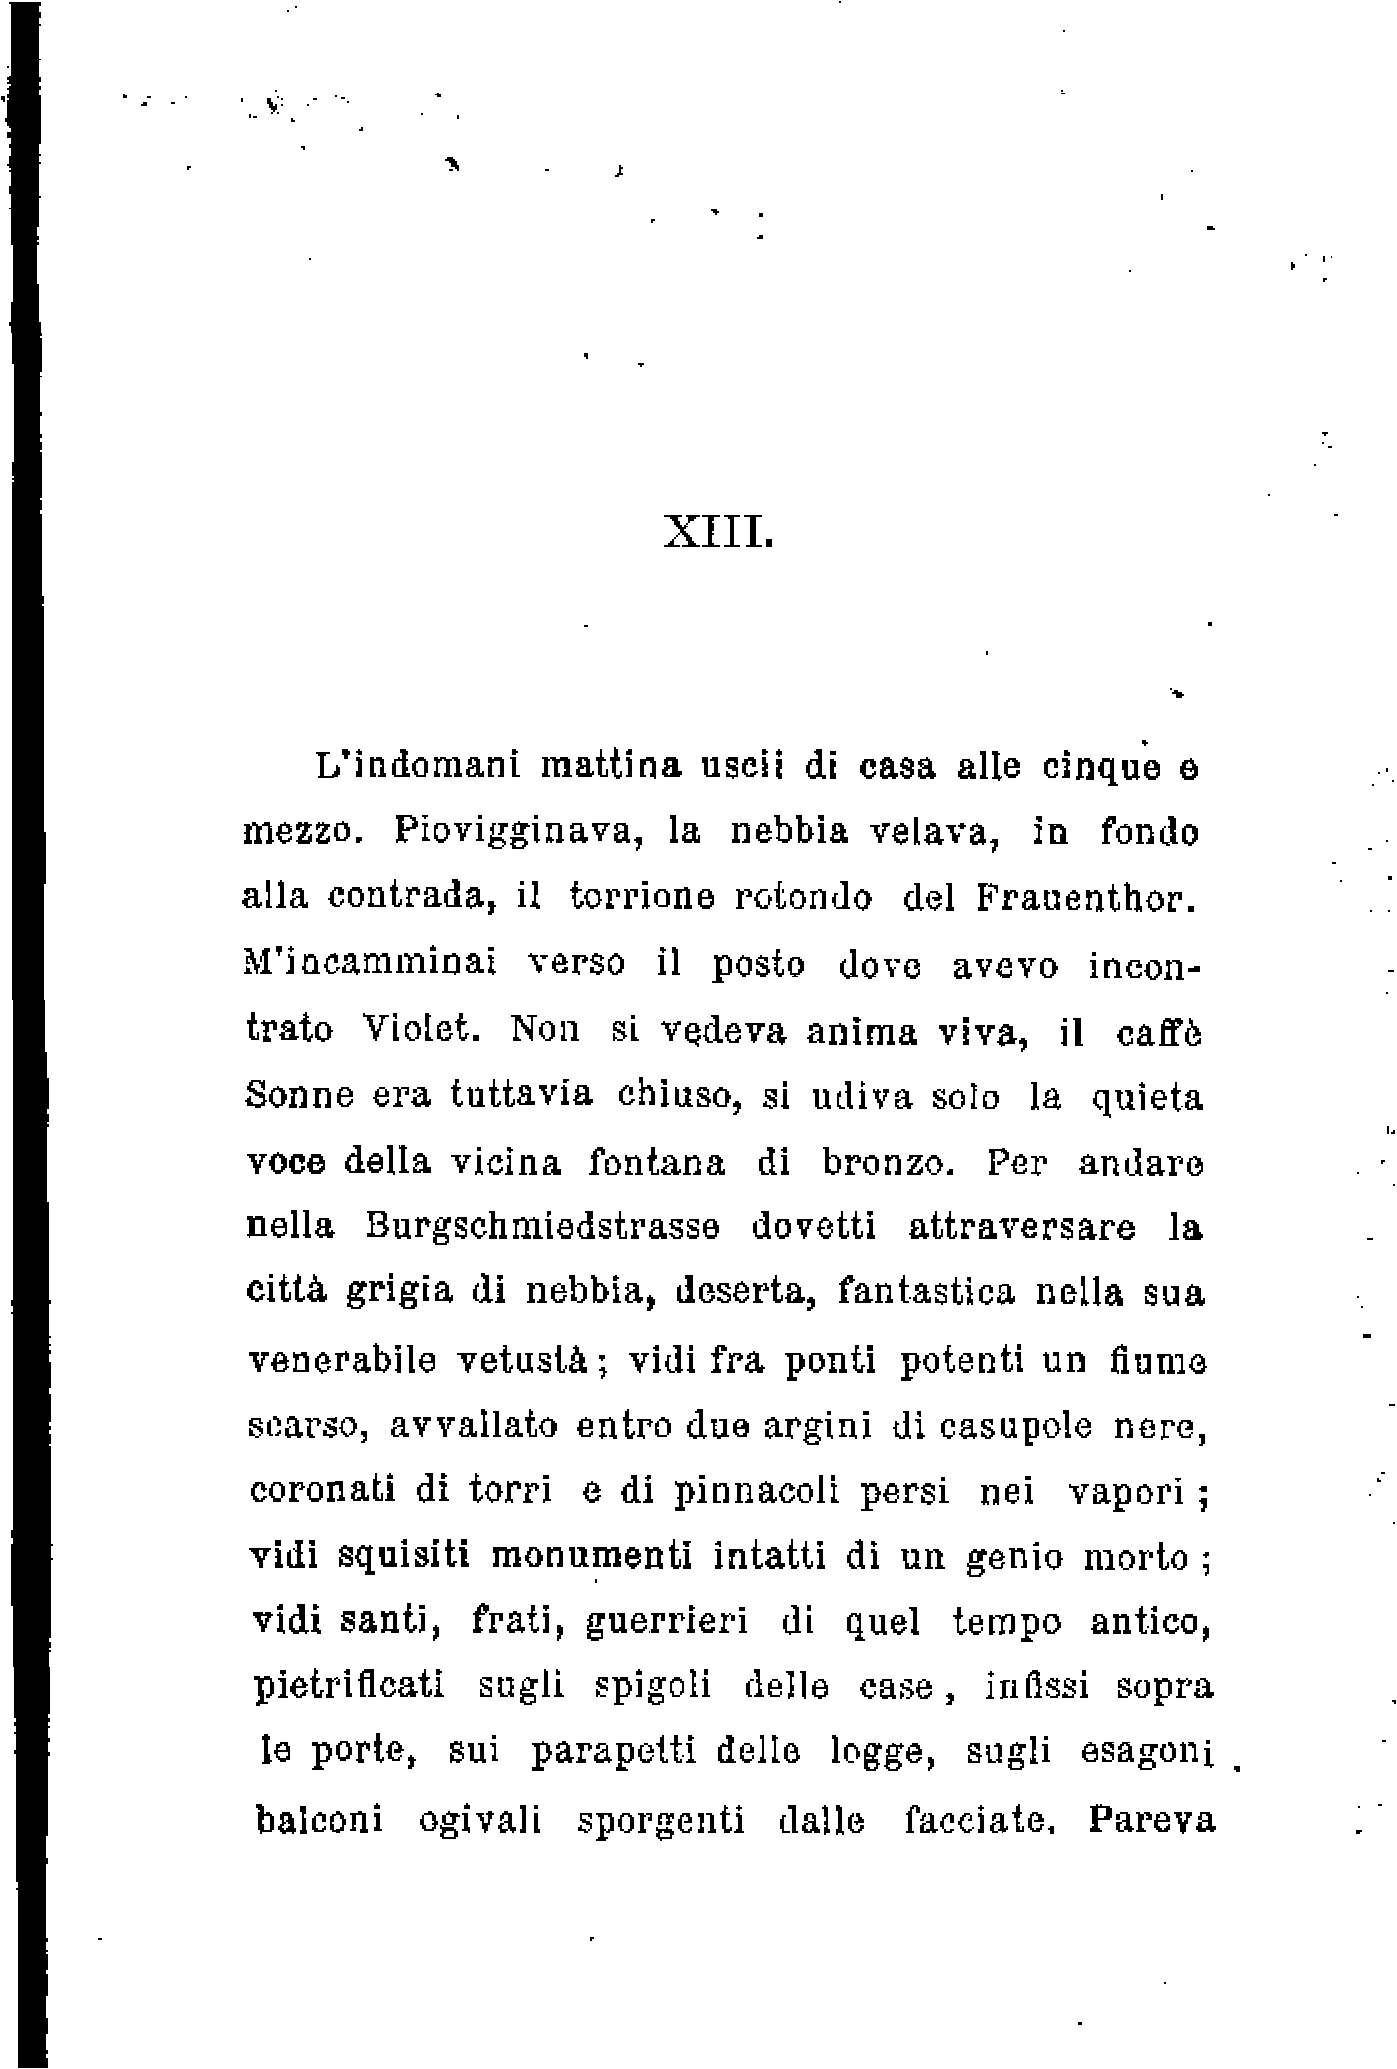 XIII.
L'indomani mattina uscii di casa alle cinque e
mezzo. Piovigginava, la nebbia velava, in fondo
alla contrada, il torrione rotondo del Frauenthor.
M'incamminai verso il posto dove avevo incon-
trato Violet. Non si vedeva anima viva, il caffè
Sonne era tuttavia chiuso, si udiva solo la quieta
voce della vicina fontana di bronzo. Per andare
nella Burgschmiedstrasse dovetti attraversare la
città grigia di nebbia, deserta, fantastica nella sua
venerabile vetustà; vidi fra ponti potenti un fiume
scarso, avvallato entro due argini di casupole nere,
coronati di torri e di pinnacoli persi nei vapori;
vidi squisiti monumenti intatti di un genio morto;
vidi santi, frati, guerrieri di quel tempo antico,
pietrificati sugli spigoli delle case, infissi sopra
le porte, sui parapetti delle logge, sugli esagoni
balconi ogivali sporgenti dalle facciate. Pareva